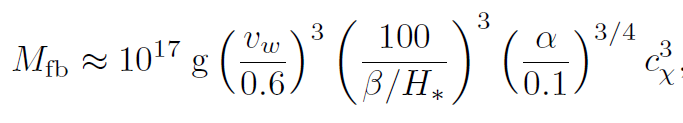 M_fb ≈ 10^17 g (v_w/0.6)^3 (100/(β/H_*))^3 (α/0.1)^{3/4} c_χ^3,